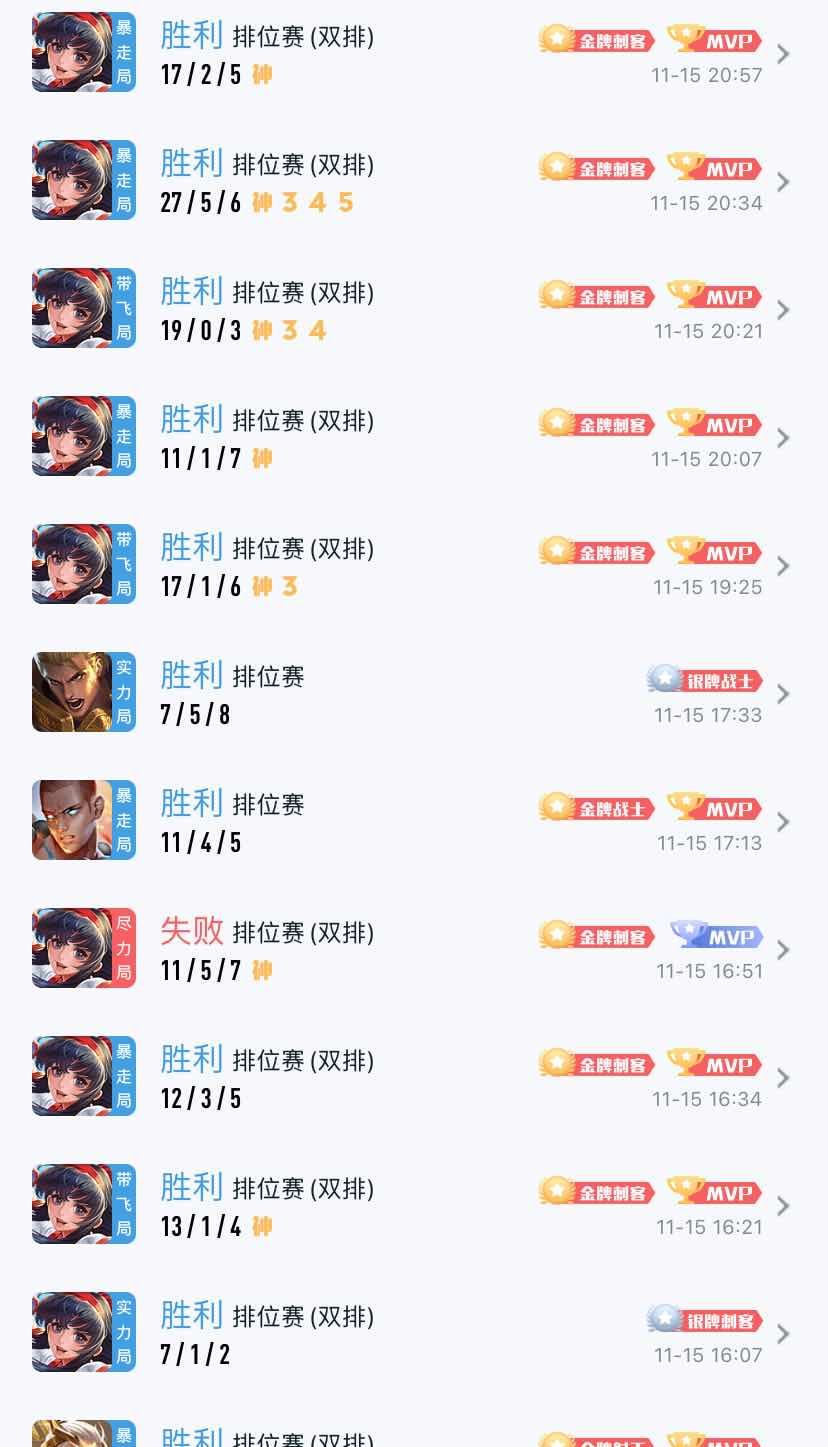 暴走局 胜利 排位赛 (双排) 金牌刺客 MVP
17 / 2 / 5 神 11-15 20:57
暴走局 胜利 排位赛 (双排) 金牌刺客 MVP
27 / 5 / 6 神 3 4 5 11-15 20:34
带飞局 胜利 排位赛 (双排) 金牌刺客 MVP
19 / 0 / 3 神 3 4 11-15 20:21
暴走局 胜利 排位赛 (双排) 金牌刺客 MVP
11 / 1 / 7 神 11-15 20:07
带飞局 胜利 排位赛 (双排) 金牌刺客 MVP
17 / 1 / 6 神 3 11-15 19:25
实力局 胜利 排位赛 银牌战士
7 / 5 / 8 11-15 17:33
暴走局 胜利 排位赛 金牌战士 MVP
11 / 4 / 5 11-15 17:13
尽力局 失败 排位赛 (双排) 金牌刺客 MVP
11 / 5 / 7 神 11-15 16:51
暴走局 胜利 排位赛 (双排) 金牌刺客 MVP
12 / 3 / 5 11-15 16:34
带飞局 胜利 排位赛 (双排) 金牌刺客 MVP
13 / 1 / 4 神 11-15 16:21
实力局 胜利 排位赛 (双排) 银牌刺客
7 / 1 / 2 11-15 16:07
暴 胜利 排位赛 (双排) 金牌射手 MVP